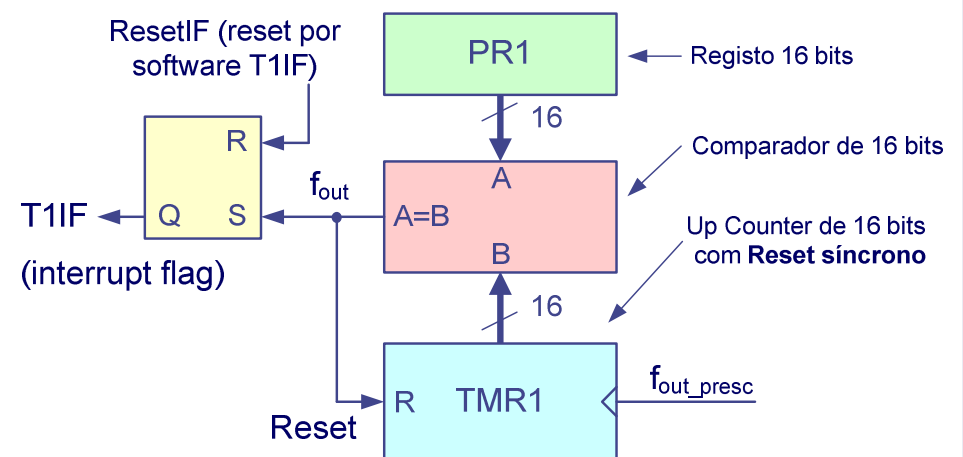 ResetIF (reset por
software T1IF)
PR1
Registo 16 bits
16
R
Comparador de 16 bits
A
fout
T1IF
Q
S
A=B
Up Counter de 16 bits
com Reset síncrono
B
(interrupt flag)
16
fout_presc
R
TMR1
Reset